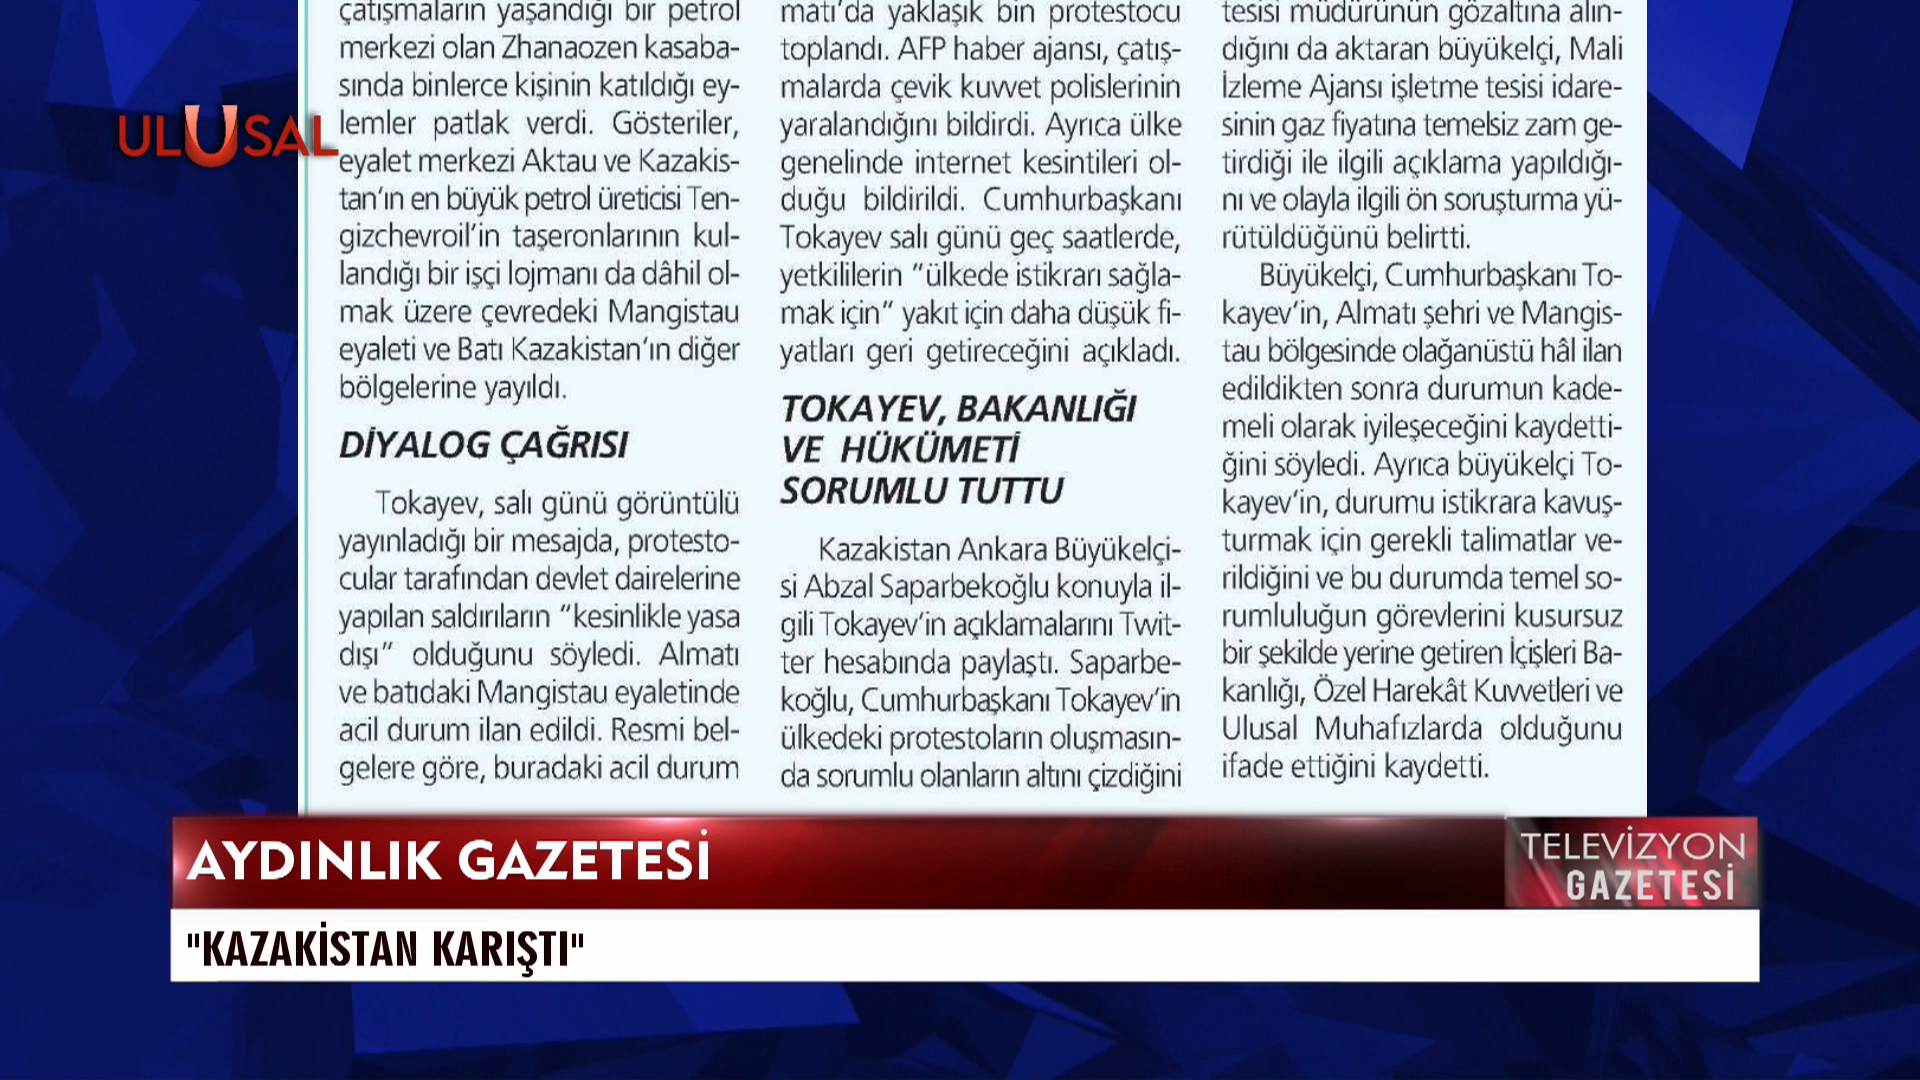 ULUSAL
çatışmaların yaşandığı bir petrol
merkezi olan Zhanaozen kasaba-
sında binlerce kişinin katıldığı ey-
lemler patlak verdi. Gösteriler,
eyalet merkezi Aktau ve Kazakis-
tan’ın en büyük petrol üreticisi Ten-
gizchevroil’in taşeronlarının kul-
landığı bir işçi lojmanı da dâhil ol-
mak üzere çevredeki Mangistau
eyaleti ve Batı Kazakistan’ın diğer
bölgelerine yayıldı.
DİYALOG ÇAĞRISI
Tokayev, salı günü görüntülü
yayınladığı bir mesajda, protesto-
cular tarafından devlet dairelerine
yapılan saldırıların “kesinlikle yasa
dışı” olduğunu söyledi. Almatı
ve batıdaki Mangistau eyaletinde
acil durum ilan edildi. Resmi bel-
gelere göre, buradaki acil durum
matı’da yaklaşık bin protestocu
toplandı. AFP haber ajansı, çatış-
malarda çevik kuvvet polislerinin
yaralandığını bildirdi. Ayrıca ülke
genelinde internet kesintileri ol-
duğu bildirildi. Cumhurbaşkanı
Tokayev salı günü geç saatlerde,
yetkililerin “ülkede istikrarı sağla-
mak için” yakıt için daha düşük fi-
yatları geri getireceğini açıkladı.
TOKAYEV, BAKANLIĞI
VE HÜKÜMETİ
SORUMLU TUTTU
Kazakistan Ankara Büyükelçi-
si Abzal Saparbekoğlu konuyla il-
gili Tokayev’in açıklamalarını Twit-
ter hesabında paylaştı. Saparbe-
koğlu, Cumhurbaşkanı Tokayev’in
ülkedeki protestoların oluşmasın-
da sorumlu olanların altını çizdiğini
tesisi müdürünün gözaltına alın-
dığını da aktaran büyükelçi, Mali
İzleme Ajansı işletme tesisi idare-
sinin gaz fiyatına temelsiz zam ge-
tirdiği ile ilgili açıklama yapıldığı-
nı ve olayla ilgili ön soruşturma yü-
rütüldüğünü belirtti.
Büyükelçi, Cumhurbaşkanı To-
kayev’in, Almatı şehri ve Mangis-
tau bölgesinde olağanüstü hâl ilan
edildikten sonra durumun kade-
meli olarak iyileşeceğini kaydetti-
ğini söyledi. Ayrıca büyükelçi To-
kayev’in, durumu istikrara kavuş-
turmak için gerekli talimatlar ve-
rildiğini ve bu durumda temel so-
rumluluğun görevlerini kusursuz
bir şekilde yerine getiren İçişleri Ba-
kanlığı, Özel Harekât Kuvvetleri ve
Ulusal Muhafızlarda olduğunu
ifade ettiğini kaydetti.
AYDINLIK GAZETESİ
TELEVİZYON
GAZETESİ
"KAZAKİSTAN KARIŞTI"